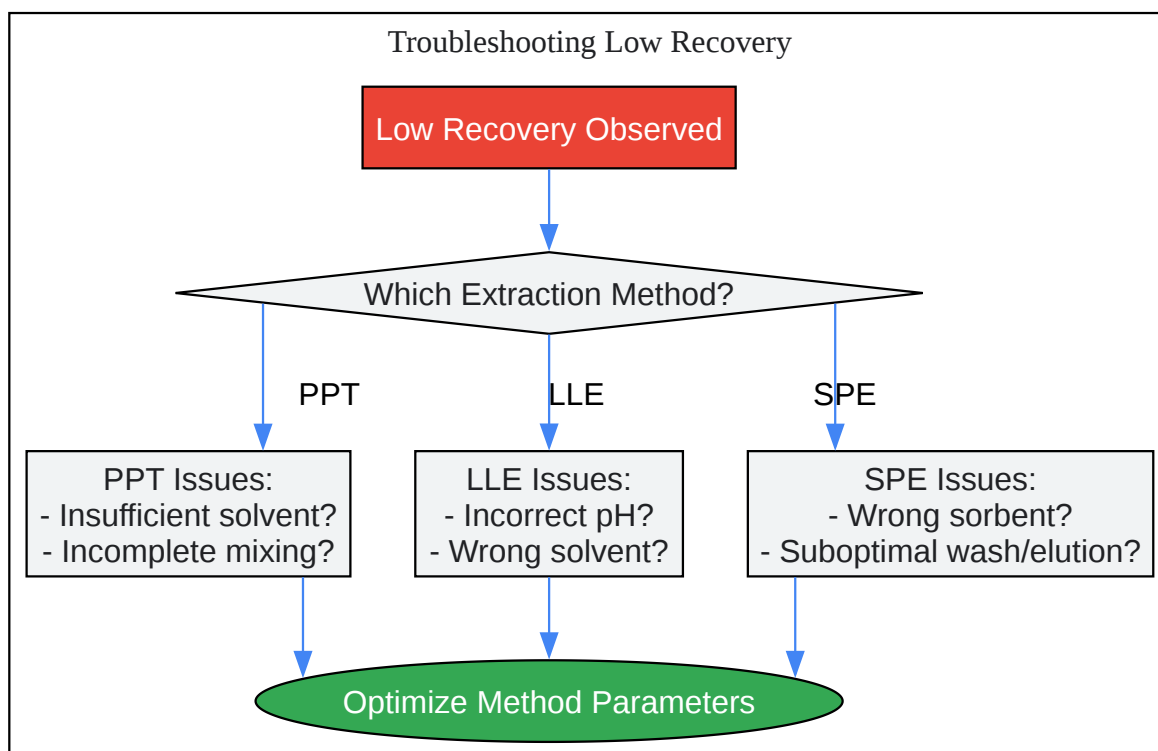 Troubleshooting Low Recovery
Low Recovery Observed
Which Extraction Method?
PPT
LLE
SPE
PPT Issues:
- Insufficient solvent?
- Incomplete mixing?
LLE Issues:
- Incorrect pH?
- Wrong solvent?
SPE Issues:
- Wrong sorbent?
- Suboptimal wash/elution?
Optimize Method Parameters